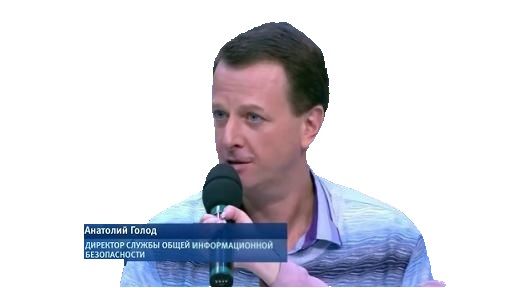 Анатолий Голод
ДИРЕКТОР СЛУЖБЫ ОБЩЕЙ ИНФОРМАЦИОННОЙ
БЕЗОПАСНОСТИ